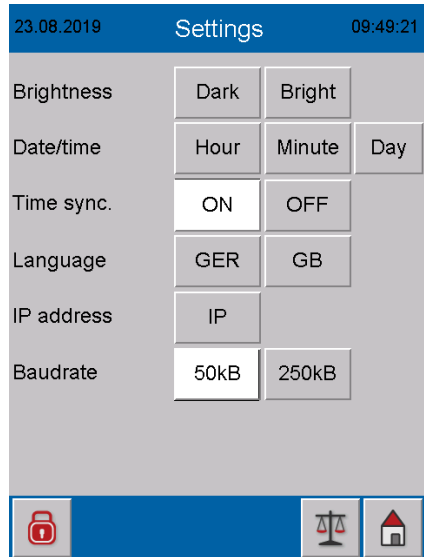 23.08.2019 Settings 09:49:21
Brightness Dark Bright
Date/time Hour Minute Day
Time sync. ON OFF
Language GER GB
IP address IP
Baudrate 50kB 250kB